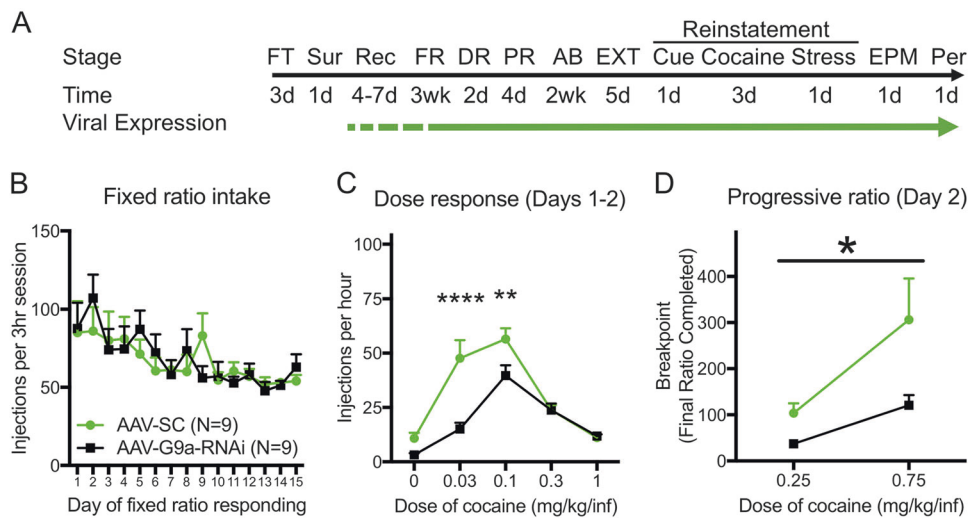 A
Reinstatement
Stage FT Sur Rec FR DR PR AB EXT Cue Cocaine Stress EPM Per
Time 3d 1d 4-7d 3wk 2d 4d 2wk 5d 1d 3d 1d 1d 1d
Viral Expression
B Fixed ratio intake
Injections per 3hr session
150
100
50
0
AAV-SC (N=9)
AAV-G9a-RNAi (N=9)
1 2 3 4 5 6 7 8 9 10 11 12 13 14 15
Day of fixed ratio responding
C Dose response (Days 1-2)
Injections per hour
100
75
50
25
0
**** **
0 0.03 0.1 0.3 1
Dose of cocaine (mg/kg/inf)
D Progressive ratio (Day 2)
Breakpoint
(Final Ratio Completed)
400
300
200
100
0
*
0.25 0.75
Dose of cocaine (mg/kg/inf)